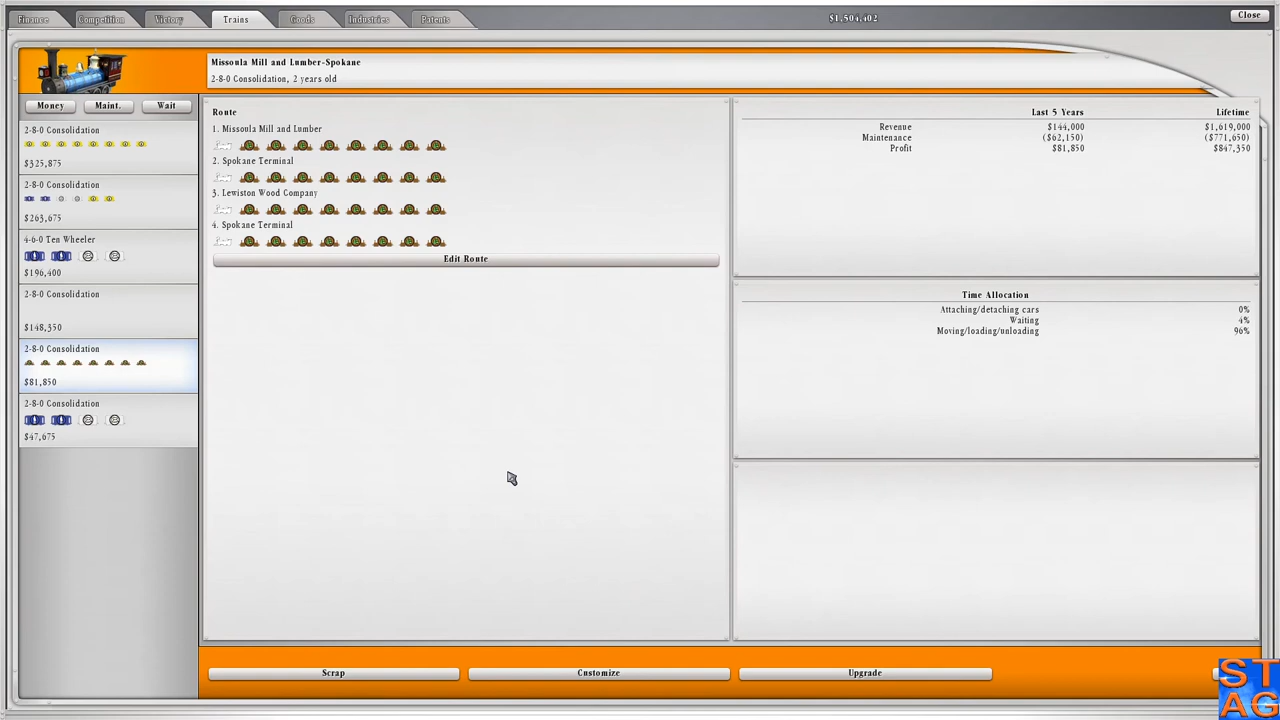 Finance Competition Victory Trains Goods Industries Patents $1,504,402 Close
Missoula Mill and Lumber-Spokane
2-8-0 Consolidation, 2 years old
Money Maint. Wait
2-8-0 Consolidation
$325,875
2-8-0 Consolidation
$263,675
4-6-0 Ten Wheeler
$196,400
2-8-0 Consolidation
$148,350
2-8-0 Consolidation
$81,850
2-8-0 Consolidation
$47,675
Route
1. Missoula Mill and Lumber
2. Spokane Terminal
3. Lewiston Wood Company
4. Spokane Terminal
Edit Route
Last 5 Years Lifetime
Revenue $144,000 $1,619,000
Maintenance ($62,150) ($771,650)
Profit $81,850 $847,350
Time Allocation
Attaching/detaching cars 0%
Waiting 4%
Moving/loading/unloading 96%
Scrap Customize Upgrade
ST
AG